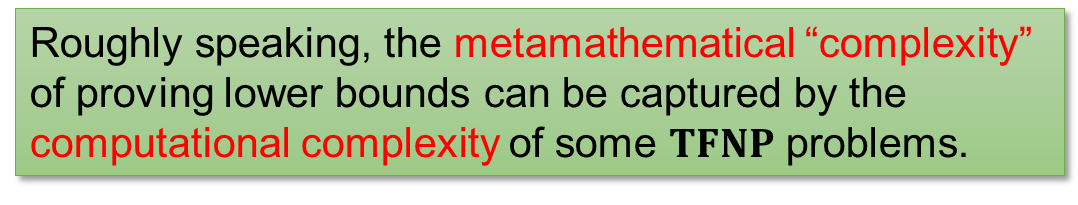 Roughly speaking, the metamathematical “complexity”
of proving lower bounds can be captured by the
computational complexity of some TFNP problems.